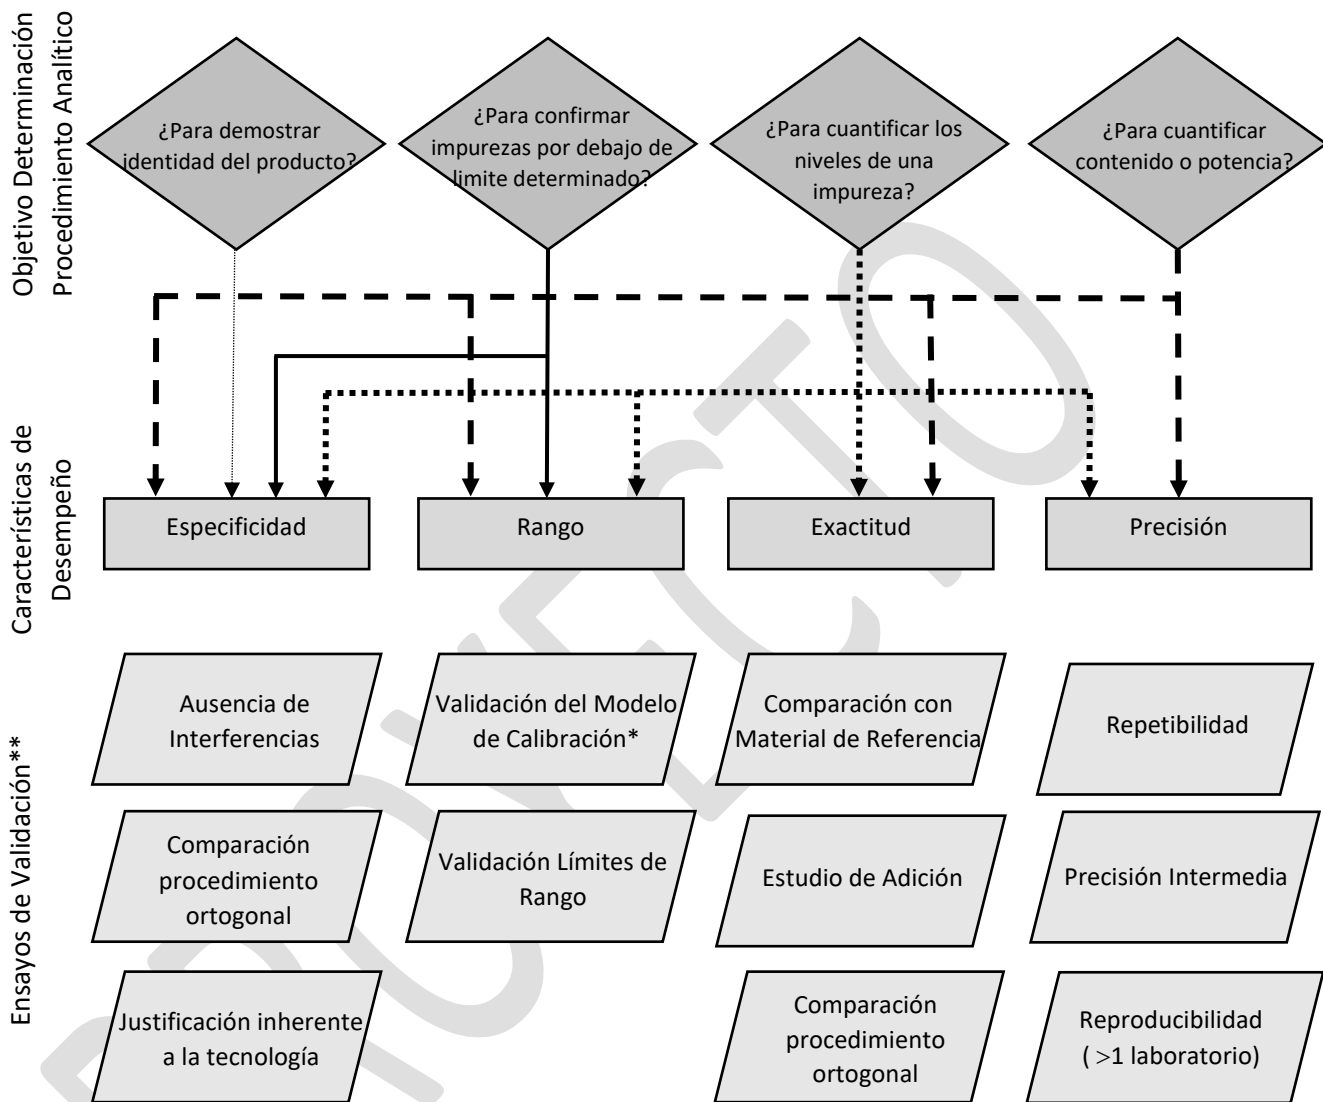 Objetivo Determinación
Procedimiento Analítico
¿Para demostrar
identidad del producto?
¿Para confirmar
impurezas por debajo de
límite determinado?
¿Para cuantificar los
niveles de una
impureza?
¿Para cuantificar
contenido o potencia?
Características de
Desempeño
Especificidad
Rango
Exactitud
Precisión
Ensayos de Validación**
Ausencia de
Interferencias
Validación del Modelo
de Calibración*
Comparación con
Material de Referencia
Repetibilidad
Comparación
procedimiento
ortogonal
Validación Límites de
Rango
Estudio de Adición
Precisión Intermedia
Justificación inherente
a la tecnología
Comparación
procedimiento
ortogonal
Reproducibilidad
( >1 laboratorio)
PROYECTO